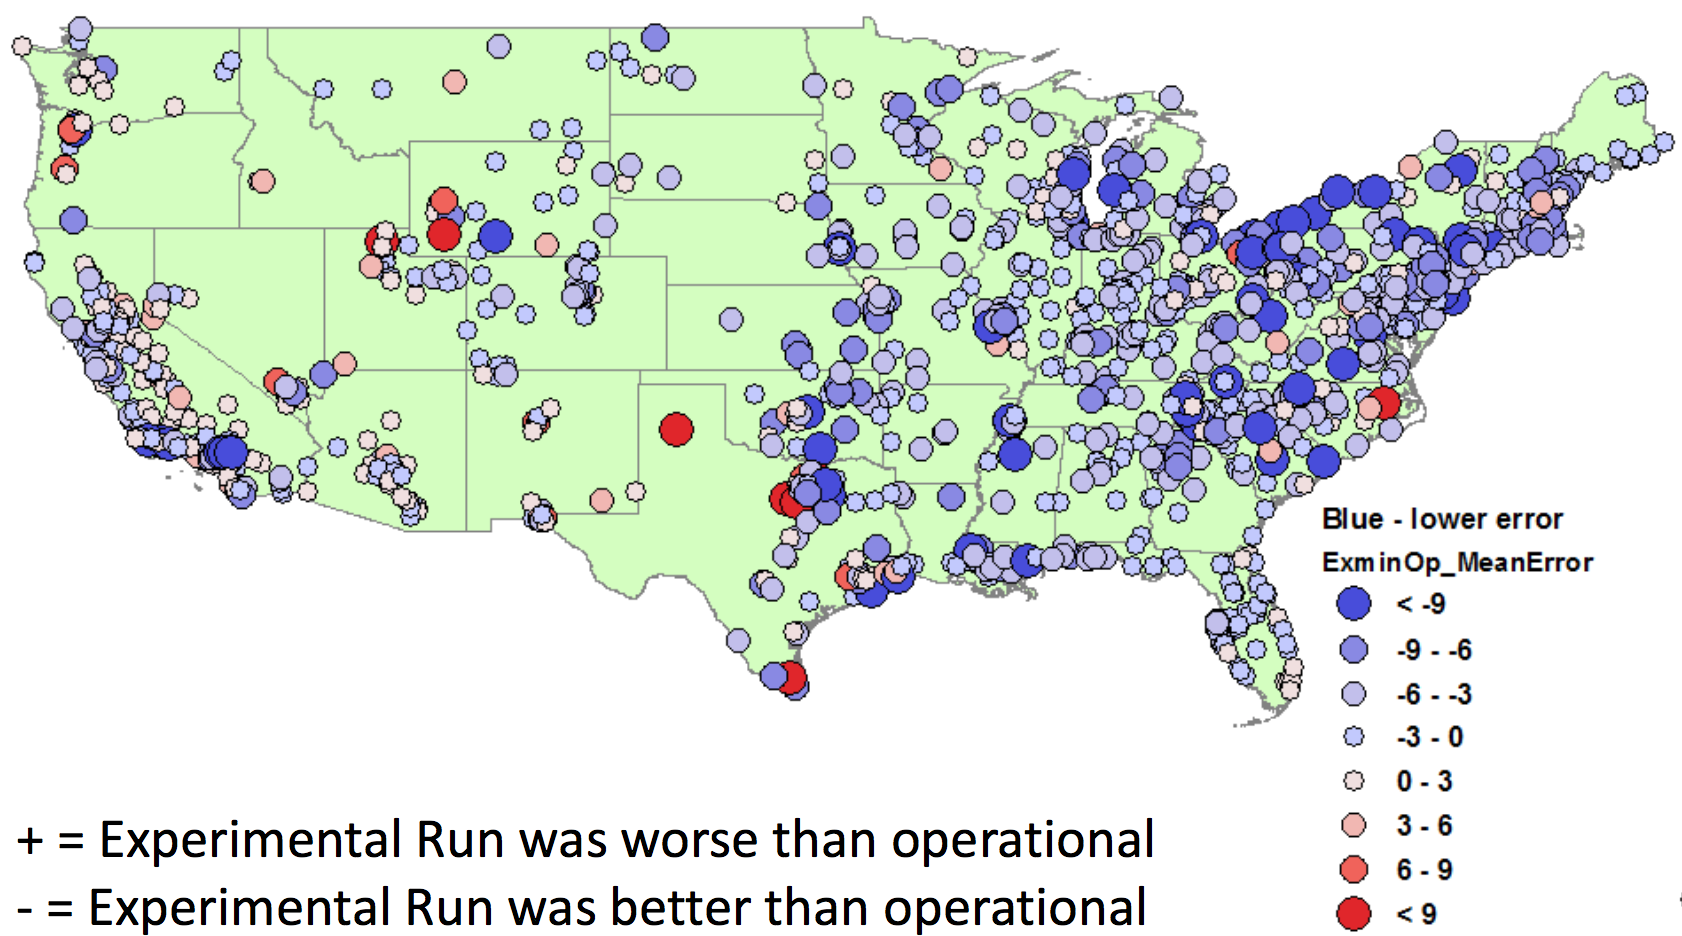 Blue - lower error
ExminOp_MeanError
< -9
-9 - -6
-6 - -3
-3 - 0
0 - 3
3 - 6
6 - 9
< 9
+ = Experimental Run was worse than operational
- = Experimental Run was better than operational